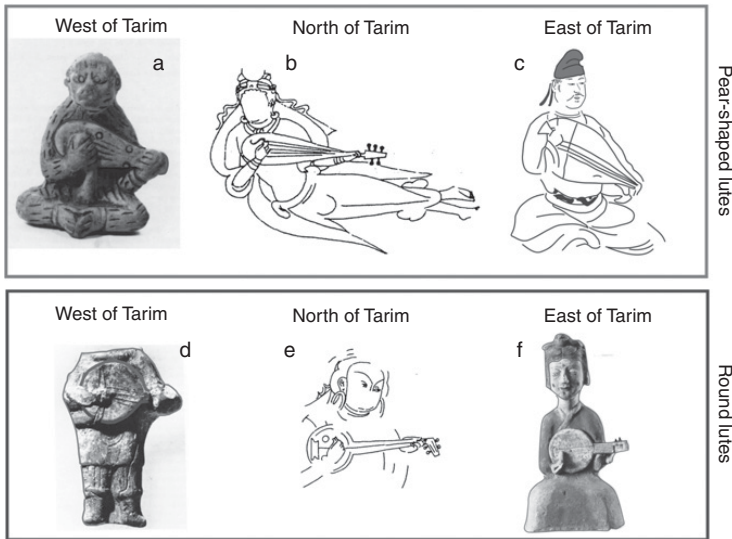 West of Tarim
North of Tarim
East of Tarim
a
b
c
Pear-shaped lutes
West of Tarim
North of Tarim
East of Tarim
d
e
f
Round lutes